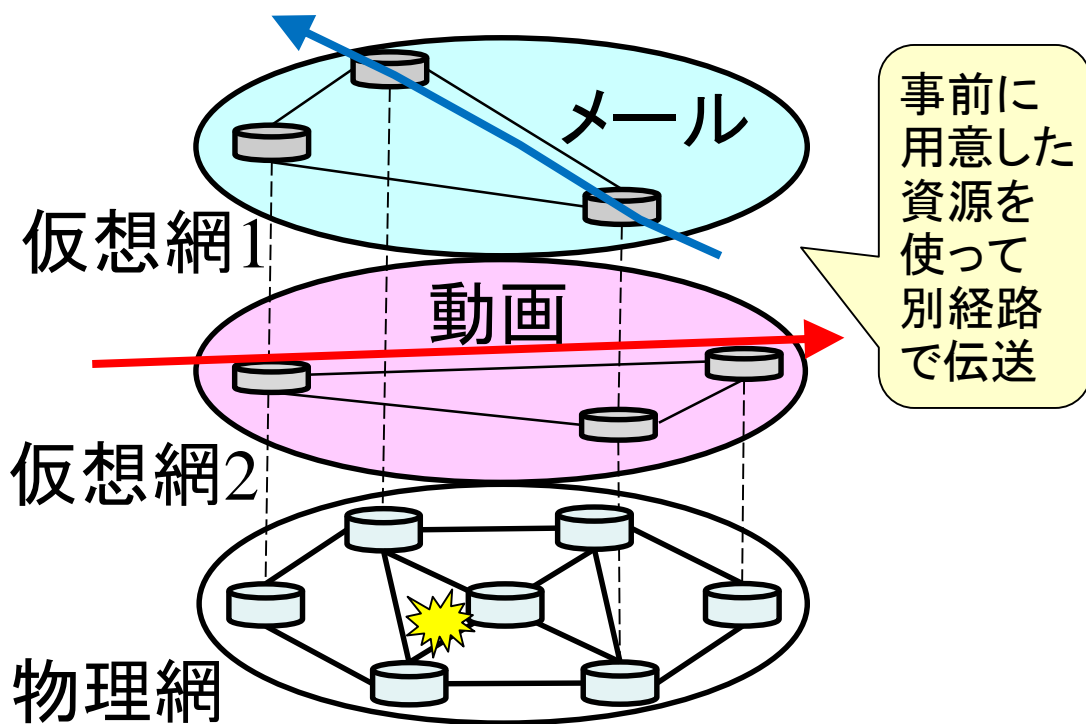 メール
仮想網1
動画
仮想網2
物理網
事前に
用意した
資源を
使って
別経路
で伝送